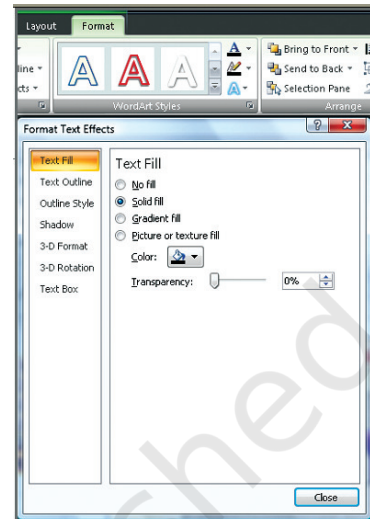 Layout Format
line
cts
A A A A
Bring to Front
Send to Back
Selection Pane
WordArt Styles
Arrange
Format Text Effects
Text Fill
Text Outline
Outline Style
Shadow
3-D Format
3-D Rotation
Text Box
Text Fill
No fill
Solid fill
Gradient fill
Picture or texture fill
Color:
Transparency: 0%
Close
shed